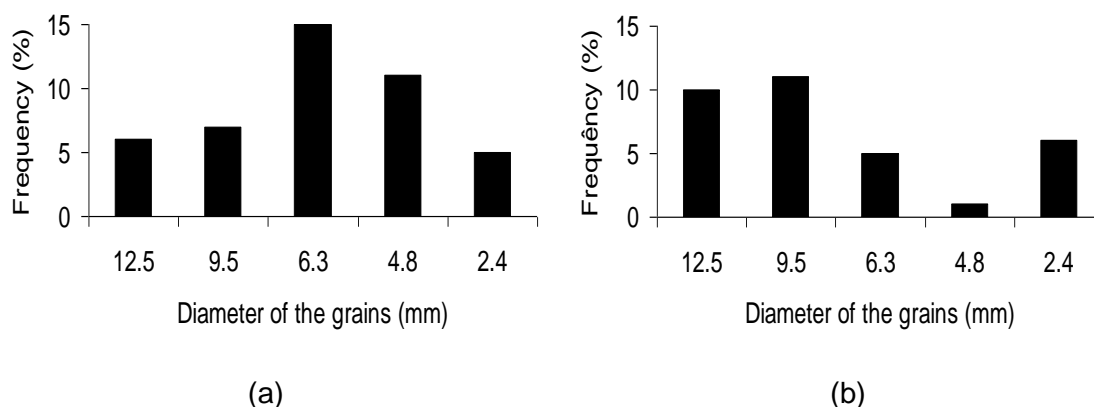 Frequency (%)
15
10
5
0
12.5 9.5 6.3 4.8 2.4
Diameter of the grains (mm)
(a)
Frequênc y (%)
15
10
5
0
12.5 9.5 6.3 4.8 2.4
Diameter of the grains (mm)
(b)